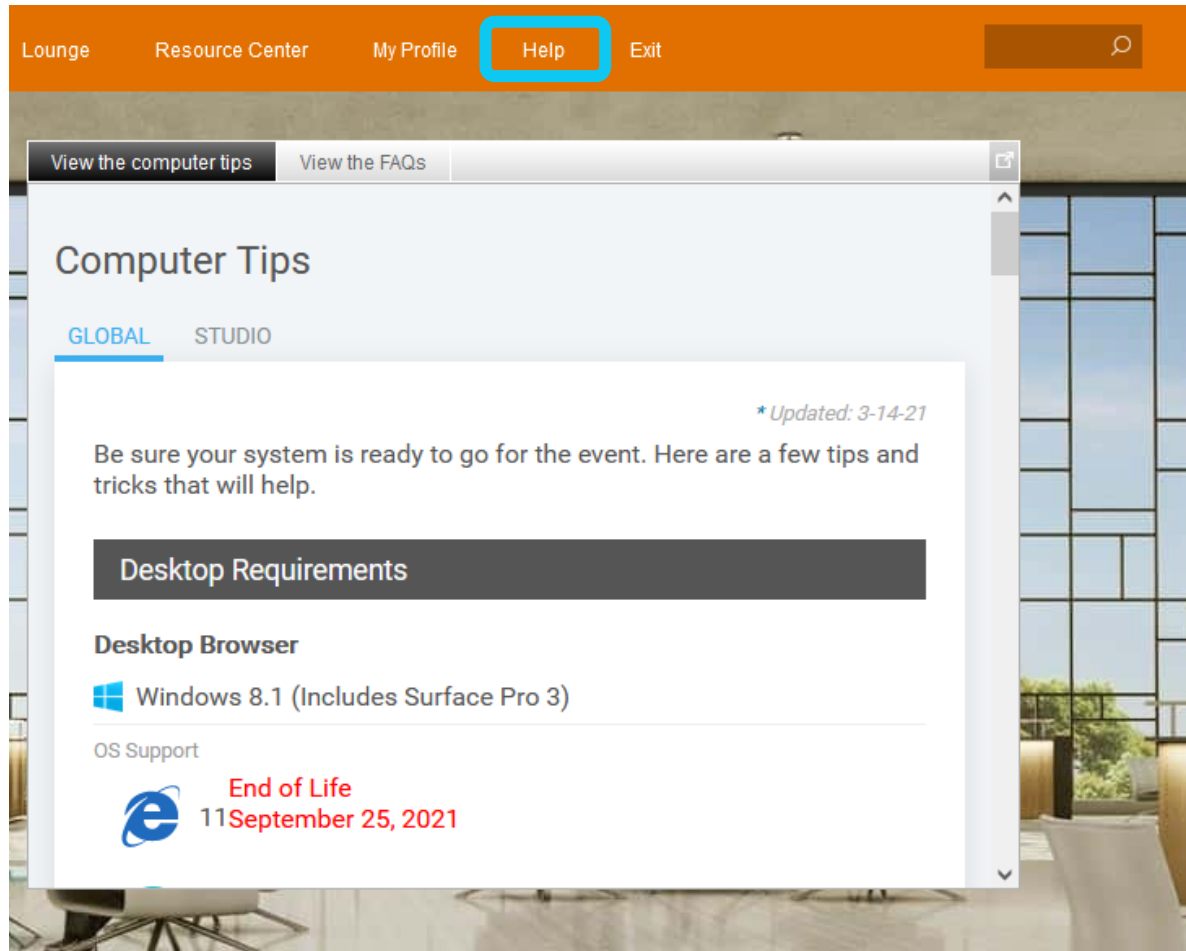 Lounge Resource Center My Profile Help Exit
View the computer tips View the FAQs
Computer Tips
GLOBAL STUDIO
* Updated: 3-14-21
Be sure your system is ready to go for the event. Here are a few tips and
tricks that will help.
Desktop Requirements
Desktop Browser
Windows 8.1 (Includes Surface Pro 3)
OS Support
End of Life
11 September 25, 2021